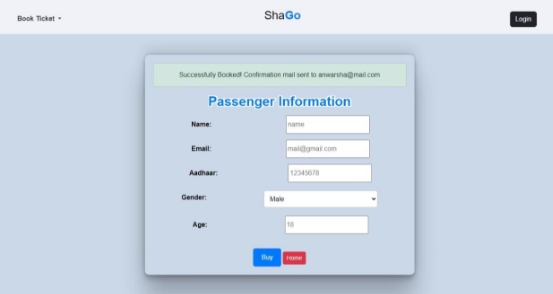 Book Ticket
ShaGo
Login
Successfully Booked! Confirmation mail sent to anwarsha@mail.com
Passenger Information
Name:
name
Email:
mail@gmail.com
Aadhaar:
12345678
Gender:
Male
Age:
18
Buy
Home